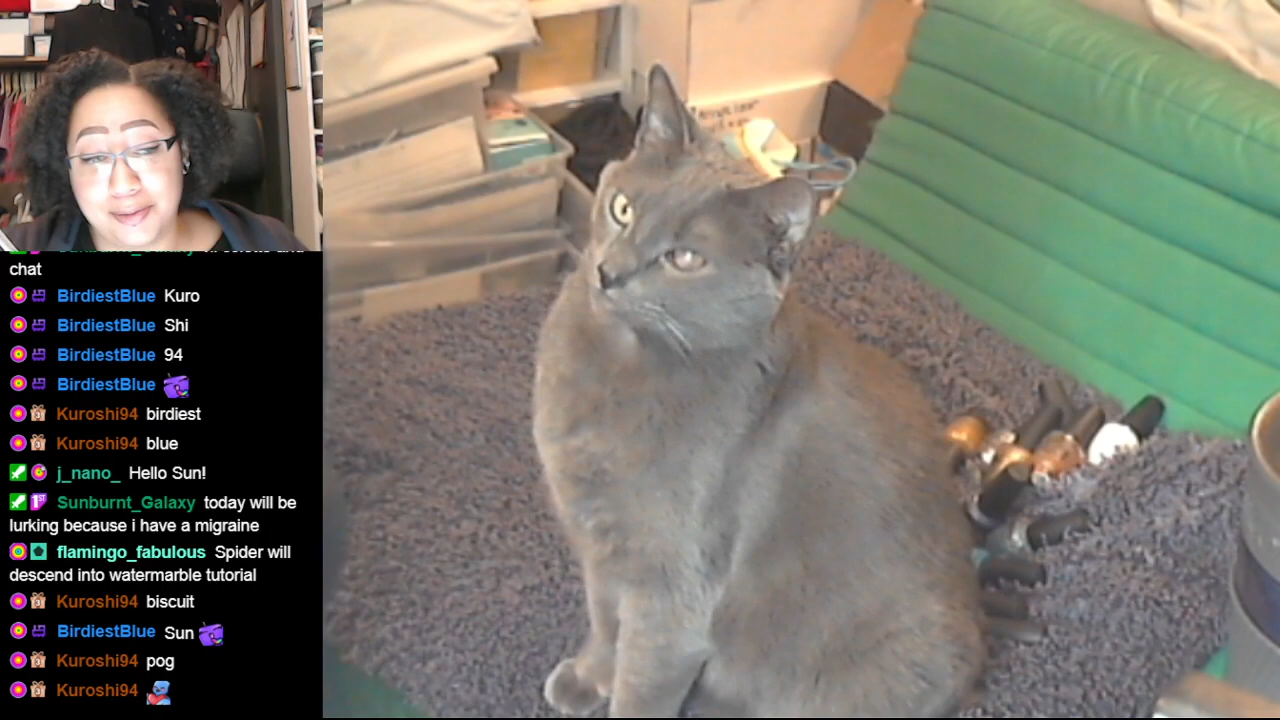 chat
BirdiestBlue Kuro
BirdiestBlue Shi
BirdiestBlue 94
BirdiestBlue
Kuroshi94 birdiest
Kuroshi94 blue
j_nano_ Hello Sun!
Sunburnt_Galaxy today will be
lurking because i have a migraine
flamingo_fabulous Spider will
descend into watermarble tutorial
Kuroshi94 biscuit
BirdiestBlue Sun
Kuroshi94 pog
Kuroshi94